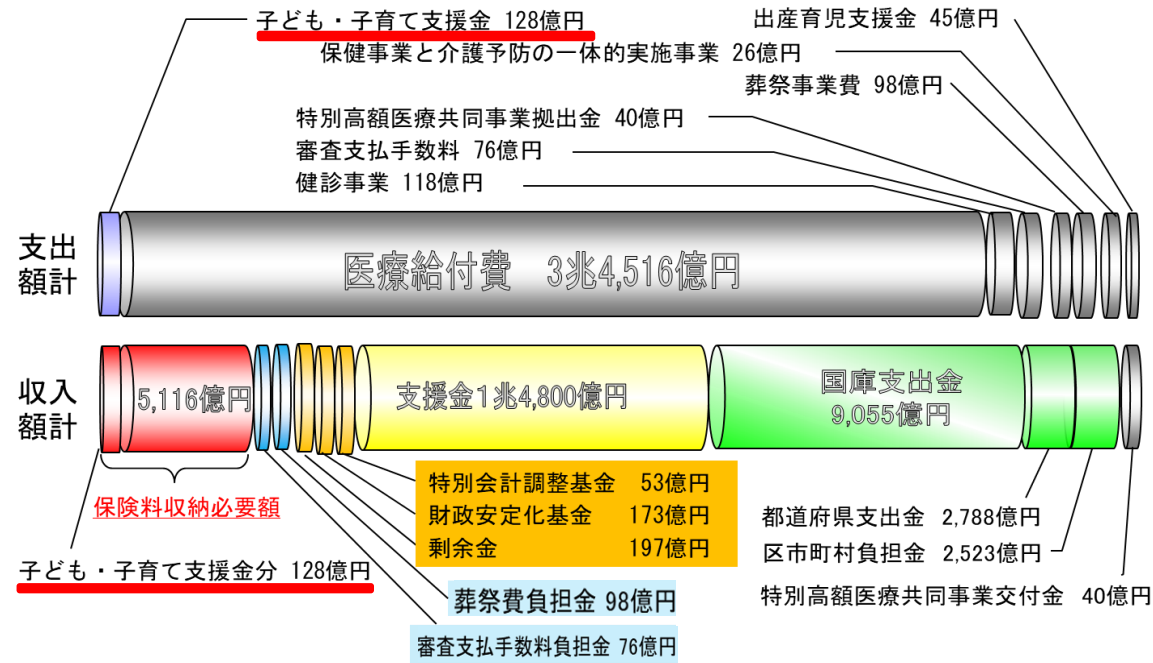 子ども・子育て支援金 128億円
出産育児支援金 45億円
保健事業と介護予防の一体的実施事業 26億円
葬祭事業費 98億円
特別高額医療共同事業拠出金 40億円
審査支払手数料 76億円
健診事業 118億円
支出
額計
医療給付費 3兆4,516億円
収入
額計
5,116億円
支援金1兆4,800億円
国庫支出金
9,055億円
保険料収納必要額
特別会計調整基金 53億円
財政安定化基金 173億円
剰余金 197億円
都道府県支出金 2,788億円
区市町村負担金 2,523億円
特別高額医療共同事業交付金 40億円
子ども・子育て支援金分 128億円
葬祭費負担金 98億円
審査支払手数料負担金 76億円